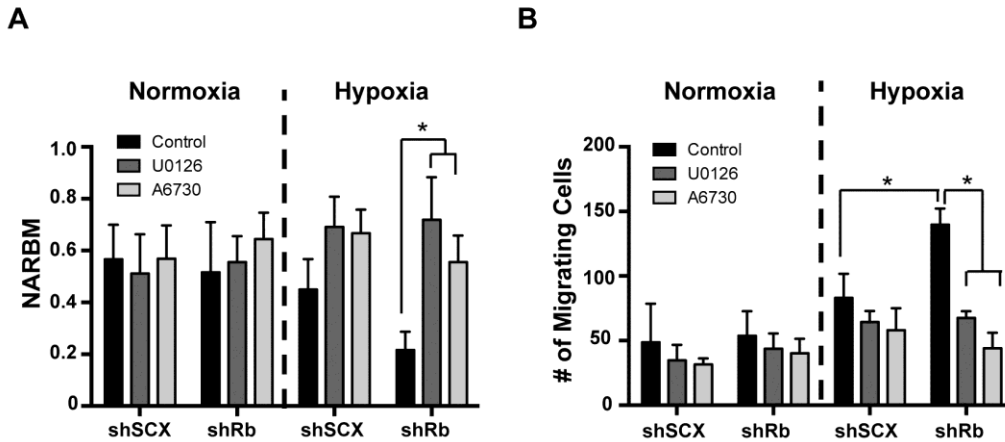 A
Normoxia
Hypoxia
Control
U0126
A6730
*
NARBM
1.0
0.8
0.6
0.4
0.2
0
shSCX
shRb
shSCX
shRb
B
Normoxia
Hypoxia
Control
U0126
A6730
*
*
# of Migrating Cells
200
150
100
50
0
shSCX
shRb
shSCX
shRb